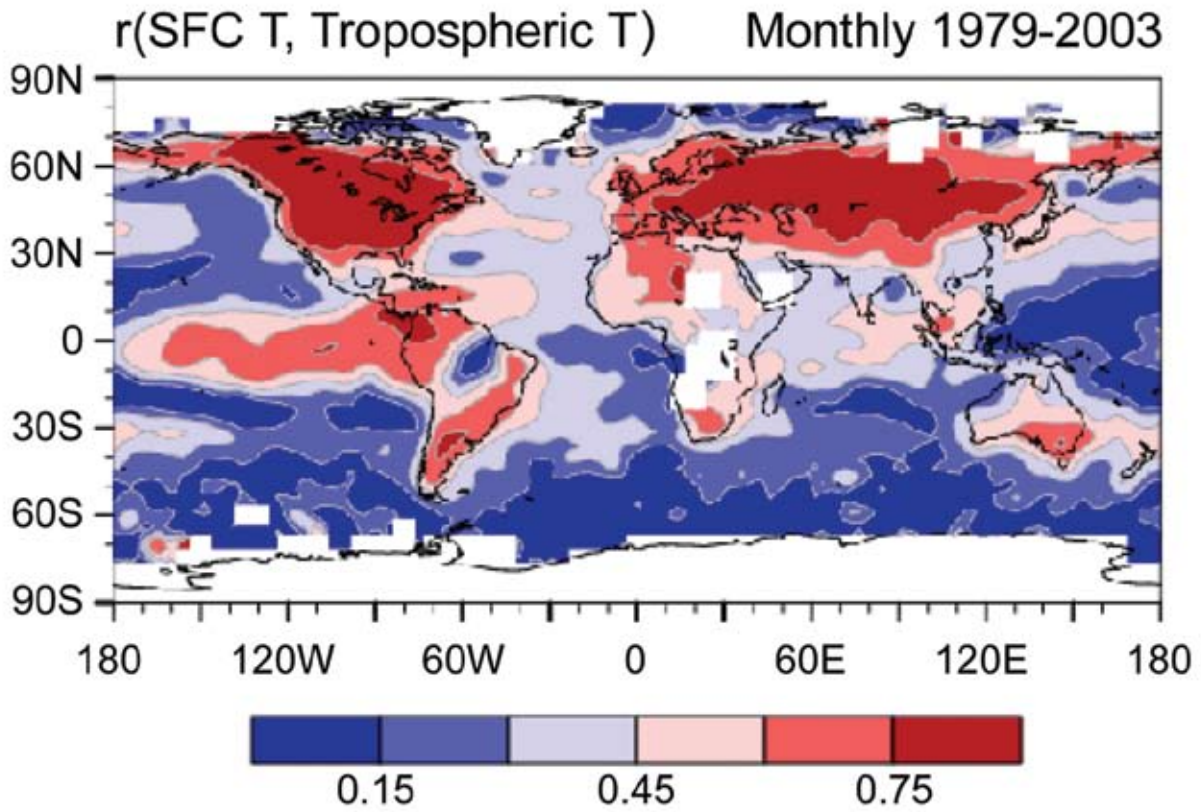 r(SFC T, Tropospheric T) Monthly 1979-2003
90N
60N
30N
0
30S
60S
90S
180 120W 60W 0 60E 120E 180
0.15 0.45 0.75